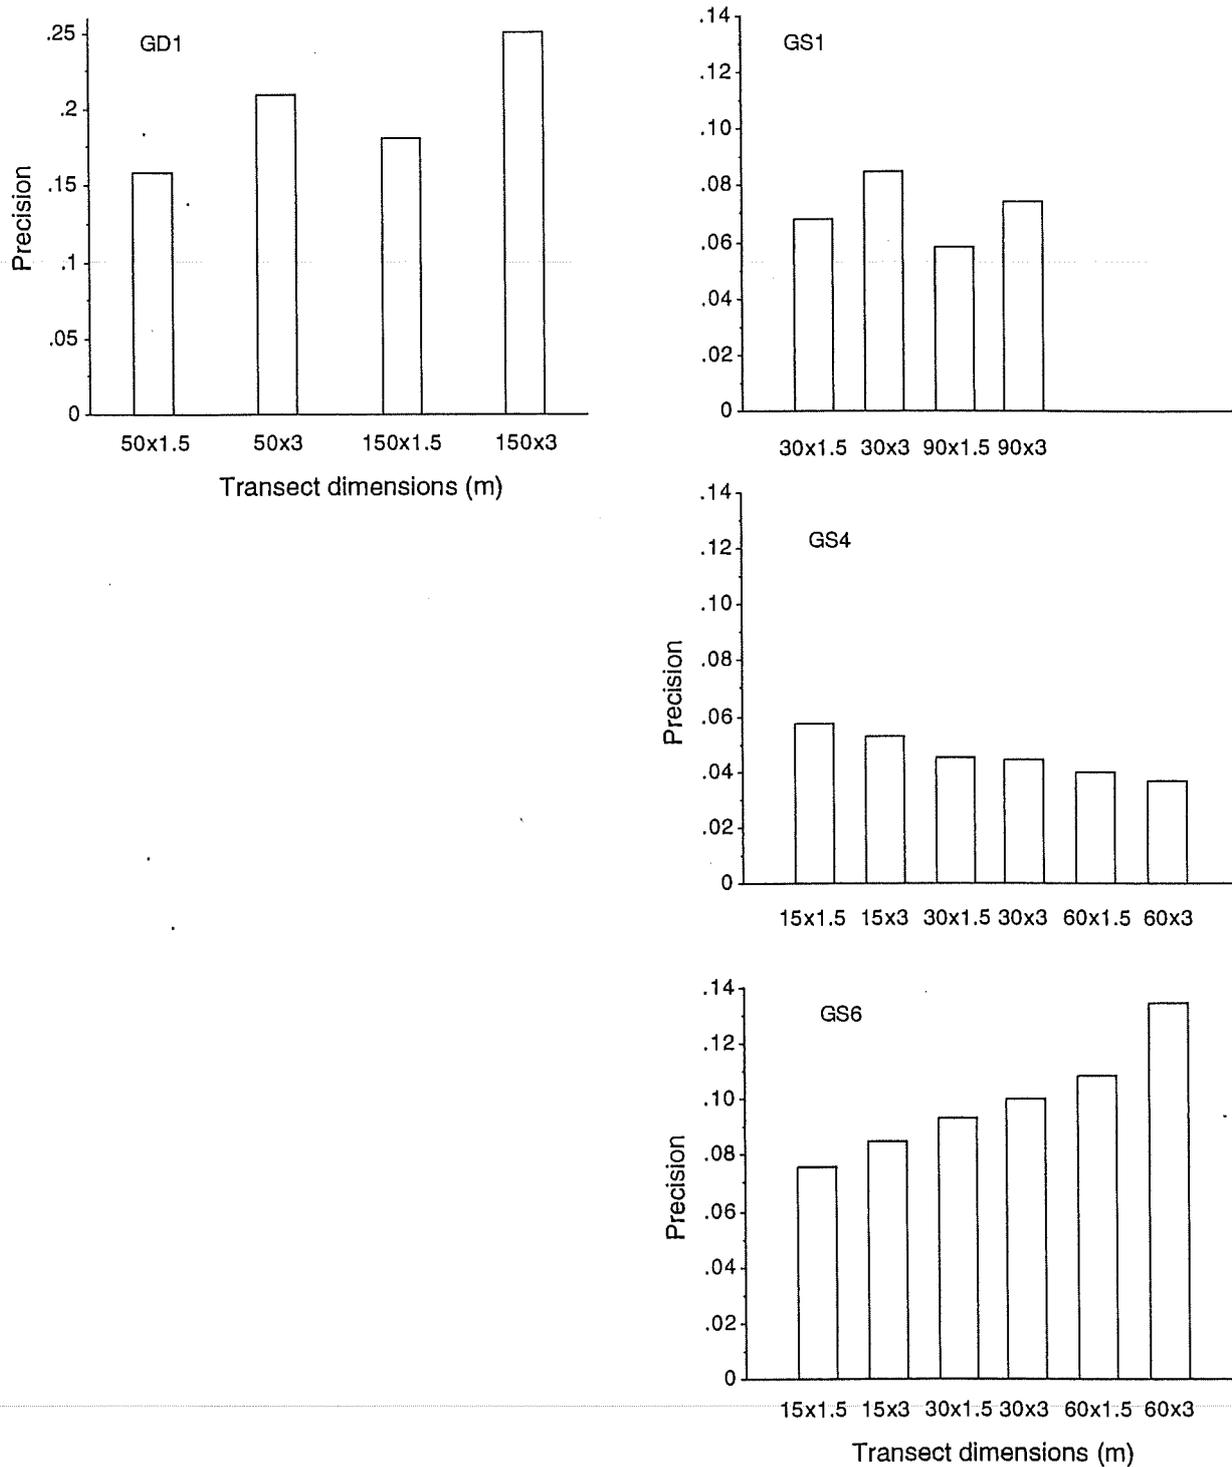 GD1
.25
.2
.15
.1
.05
0
Precision
50x1.5 50x3 150x1.5 150x3
Transect dimensions (m)
GS1
.14
.12
.10
.08
.06
.04
.02
0
30x1.5 30x3 90x1.5 90x3
GS4
.14
.12
.10
.08
.06
.04
.02
0
Precision
15x1.5 15x3 30x1.5 30x3 60x1.5 60x3
GS6
.14
.12
.10
.08
.06
.04
.02
0
Precision
15x1.5 15x3 30x1.5 30x3 60x1.5 60x3
Transect dimensions (m)